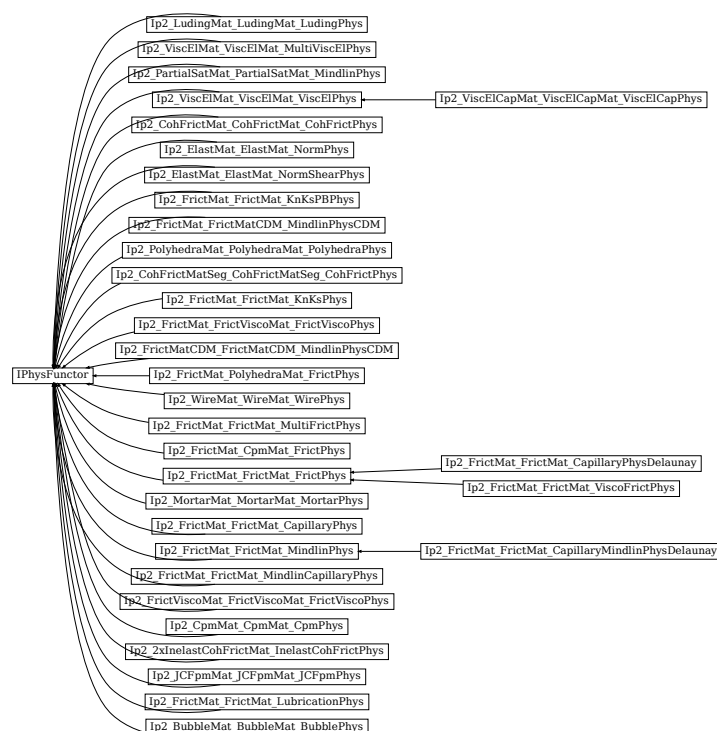 Ip2_LudingMat_LudingMat_LudingPhys
Ip2_ViscElMat_ViscElMat_MultiViscElPhys
Ip2_PartialSatMat_PartialSatMat_MindlinPhys
Ip2_ViscElMat_ViscElMat_ViscElPhys
Ip2_ViscElCapMat_ViscElCapMat_ViscElCapPhys
Ip2_CohFrictMat_CohFrictMat_CohFrictPhys
Ip2_ElastMat_ElastMat_NormPhys
Ip2_ElastMat_ElastMat_NormShearPhys
Ip2_FrictMat_FrictMat_KnKsPBPhys
Ip2_FrictMat_FrictMatCDM_MindlinPhysCDM
Ip2_PolyhedraMat_PolyhedraMat_PolyhedraPhys
Ip2_CohFrictMatSeg_CohFrictMatSeg_CohFrictPhys
Ip2_FrictMat_FrictMat_KnKsPhys
Ip2_FrictMat_FrictViscoMat_FrictViscoPhys
Ip2_FrictMatCDM_FrictMatCDM_MindlinPhysCDM
IPhysFunctor
Ip2_FrictMat_PolyhedraMat_FrictPhys
Ip2_WireMat_WireMat_WirePhys
Ip2_FrictMat_FrictMat_MultiFrictPhys
Ip2_FrictMat_CpmMat_FrictPhys
Ip2_FrictMat_FrictMat_CapillaryPhysDelaunay
Ip2_FrictMat_FrictMat_FrictPhys
Ip2_FrictMat_FrictMat_ViscoFrictPhys
Ip2_MortarMat_MortarMat_MortarPhys
Ip2_FrictMat_FrictMat_CapillaryPhys
Ip2_FrictMat_FrictMat_MindlinPhys
Ip2_FrictMat_FrictMat_CapillaryMindlinPhysDelaunay
Ip2_FrictMat_FrictMat_MindlinCapillaryPhys
Ip2_FrictViscoMat_FrictViscoMat_FrictViscoPhys
Ip2_CpmMat_CpmMat_CpmPhys
Ip2_2xInelastCohFrictMat_InelastCohFrictPhys
Ip2_JCFpmMat_JCFpmMat_JCFpmPhys
Ip2_FrictMat_FrictMat_LubricationPhys
Ip2_BubbleMat_BubbleMat_BubblePhys